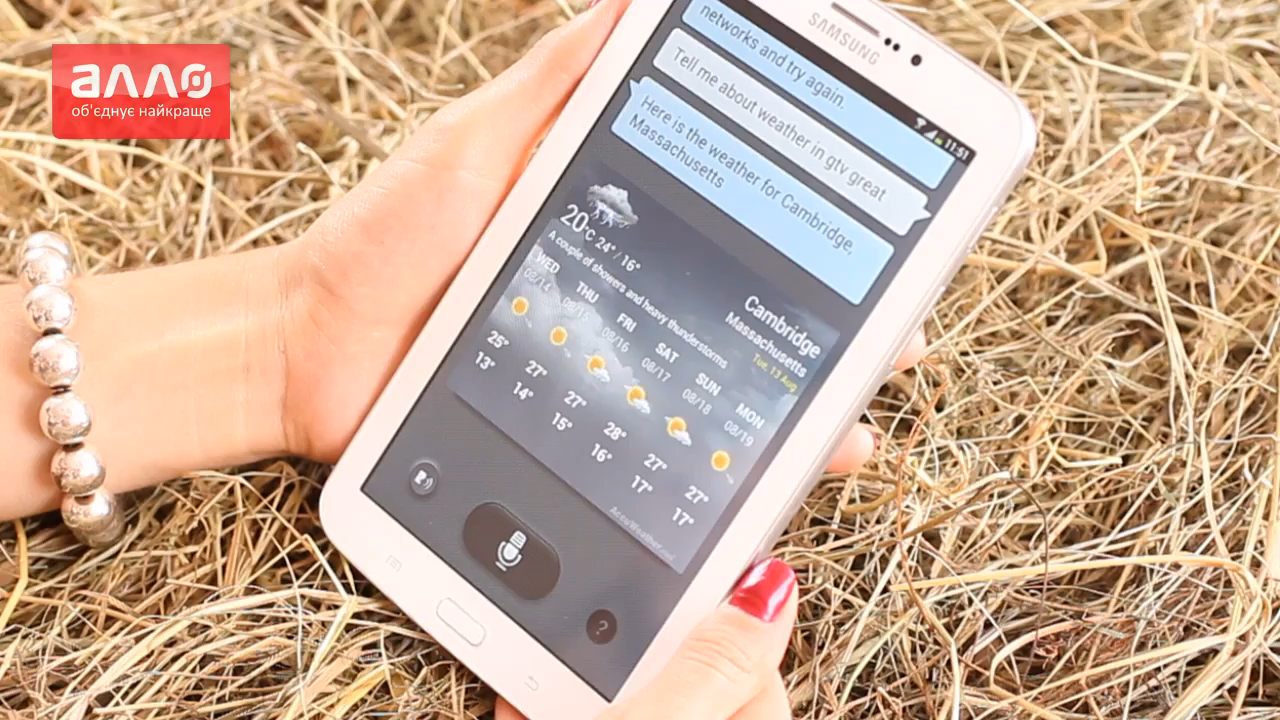 алло
об'єднує найкраще
SAMSUNG
11:51
networks and try again.
Tell me about weather in gtv great
Here is the weather for Cambridge,
Massachusetts
20°C 24° / 16°
A couple of showers and heavy thunderstorms
Cambridge
Massachusetts
Tue, 13 Aug
WED THU FRI SAT SUN MON
08/14 08/15 08/16 08/17 08/18 08/19
25° 27° 27° 28° 27° 27°
13° 14° 15° 16° 17° 17°
AccuWeather.com
?